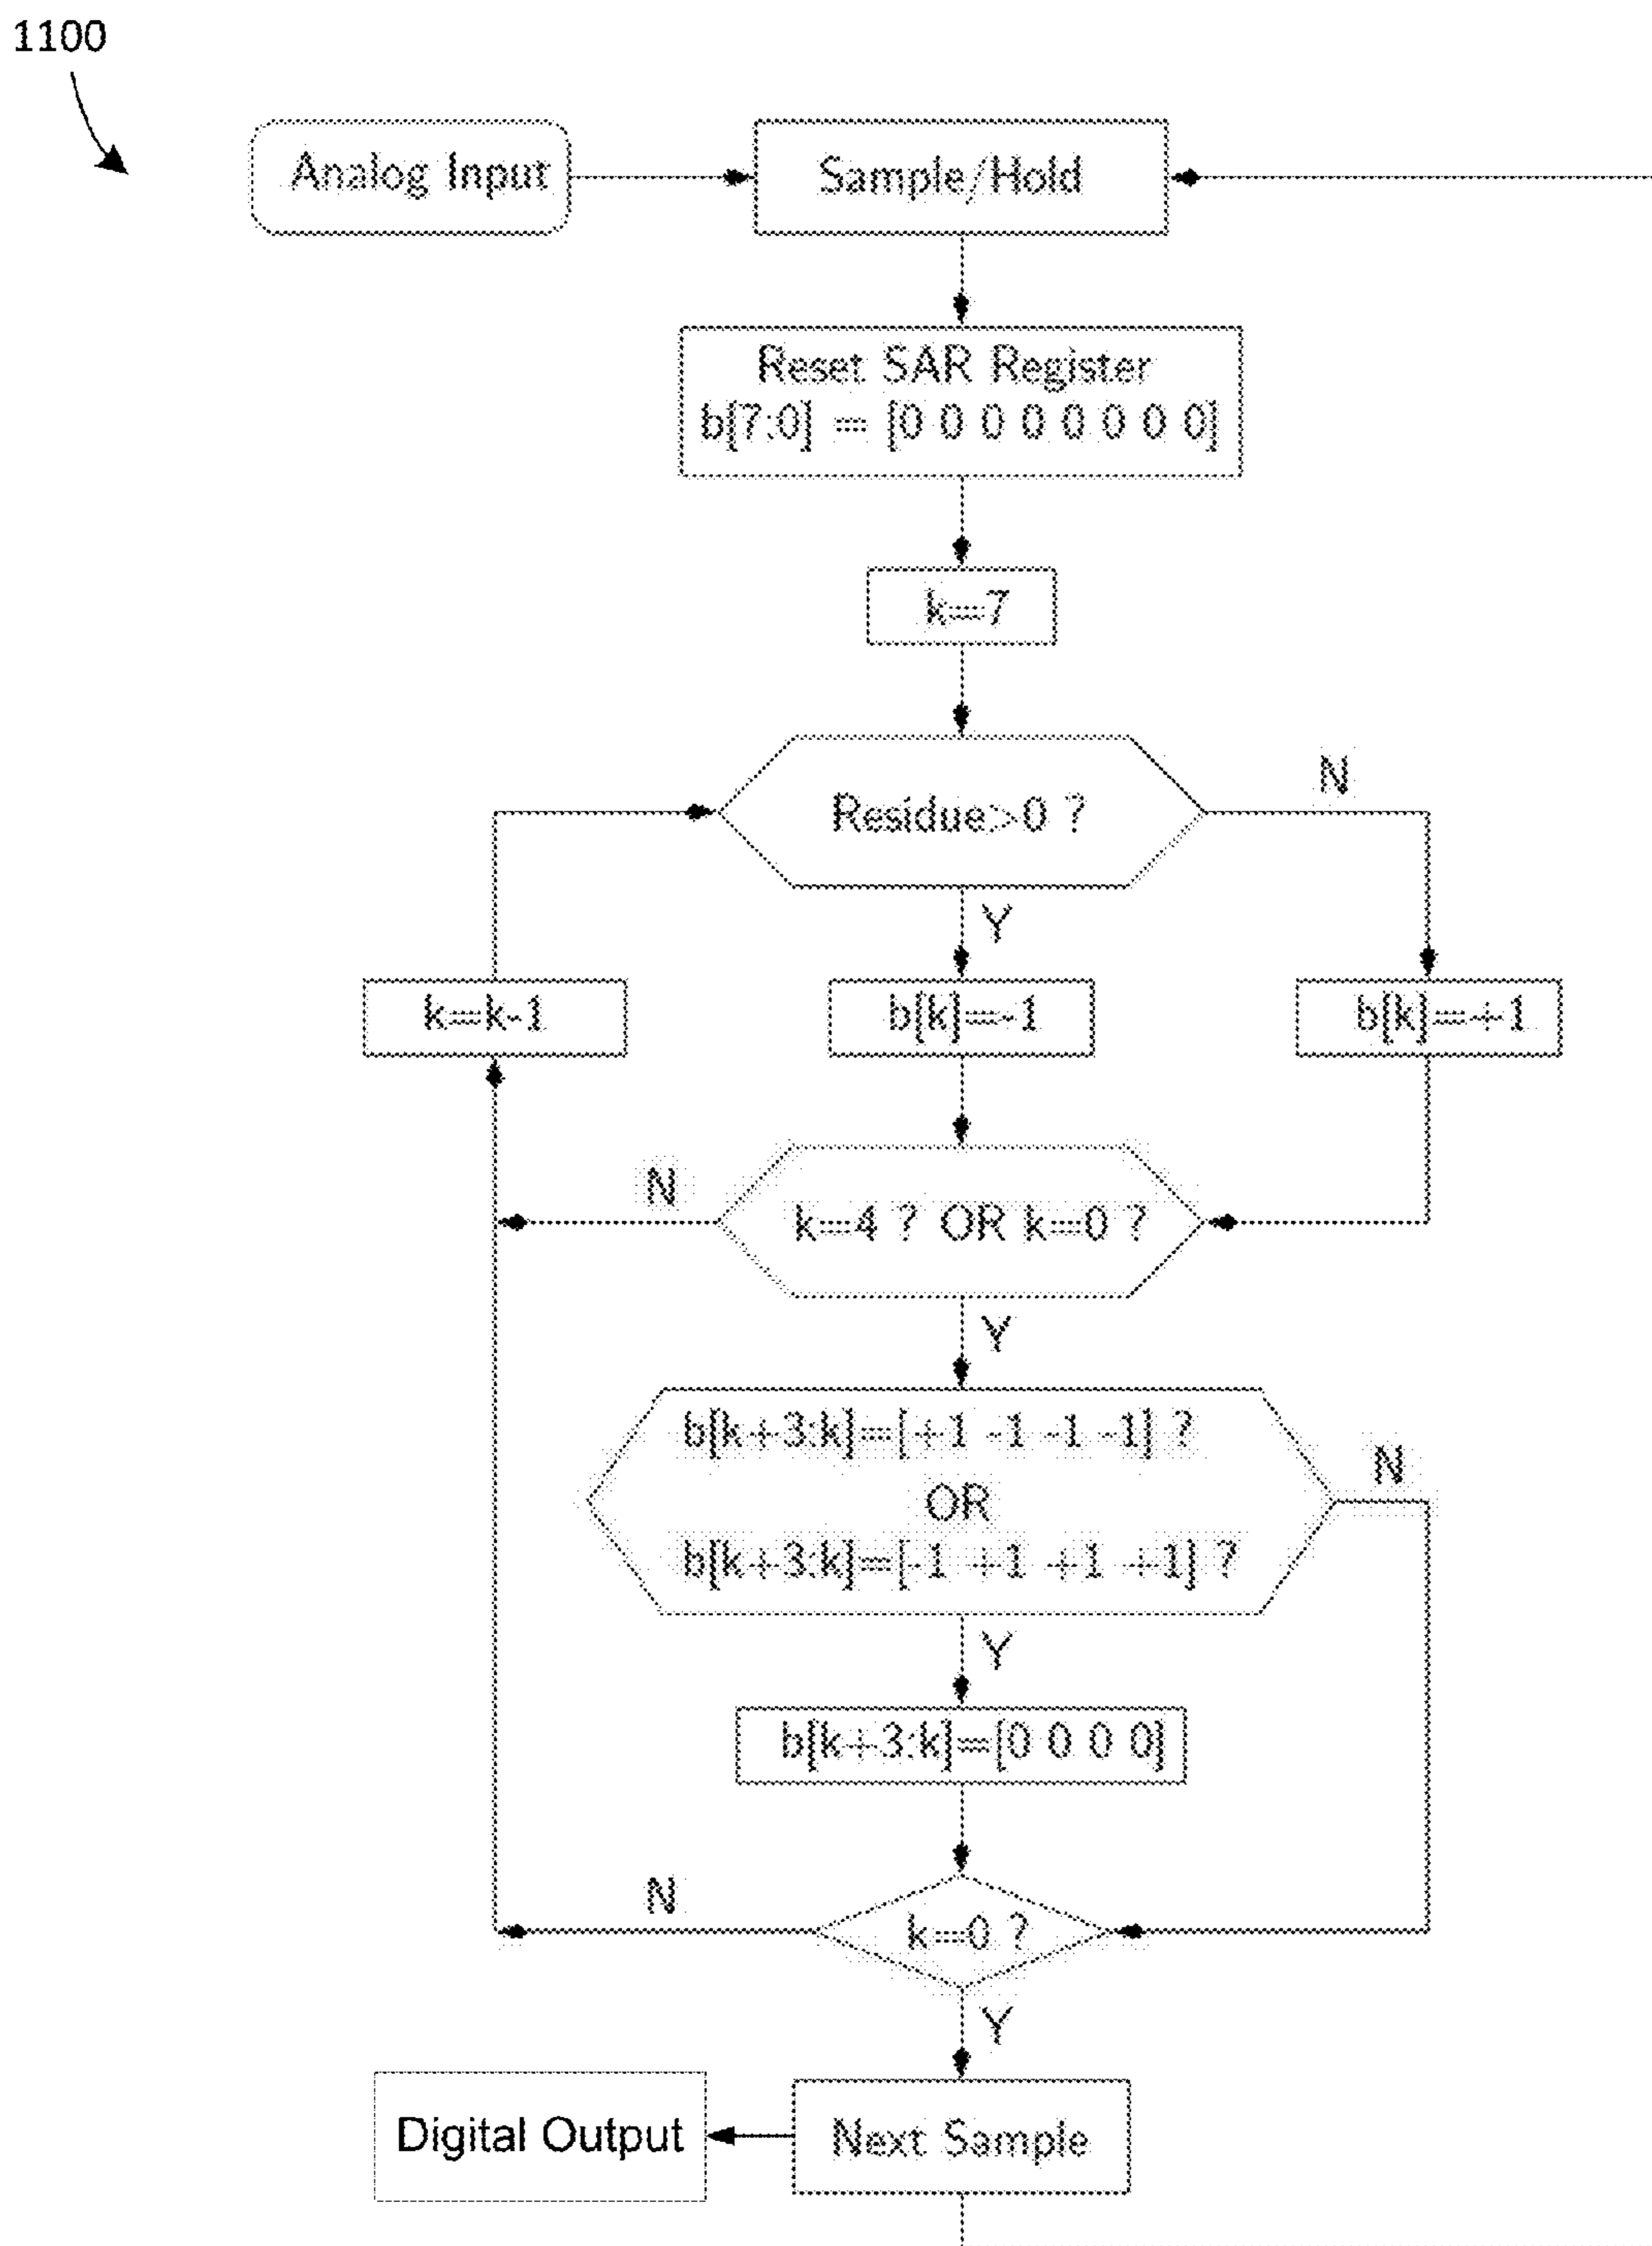 1100
Analog Input
Sample/Hold
Reset SAR Register
b[7:0] = [0 0 0 0 0 0 0 0]
k=7
Residue>0 ?
N
Y
k=k-1
b[k]=-1
b[k]=+1
N
k=4 ? OR k=0 ?
Y
b[k+3:k]=[+1 -1 -1 -1] ?
OR
b[k+3:k]=[-1 +1 +1 +1] ?
N
Y
b[k+3:k]=[0 0 0 0]
N
k=0 ?
Y
Digital Output
Next Sample